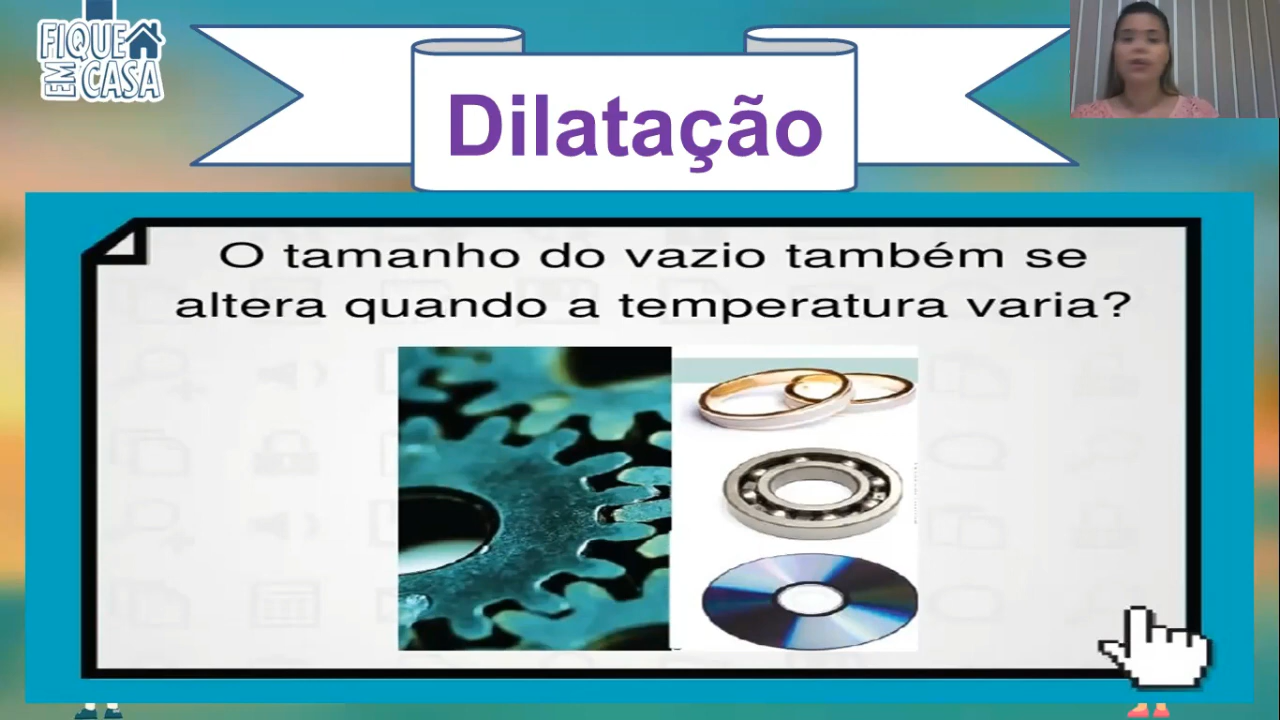 FIQUE
EM CASA
Dilatação
O tamanho do vazio também se
altera quando a temperatura varia?